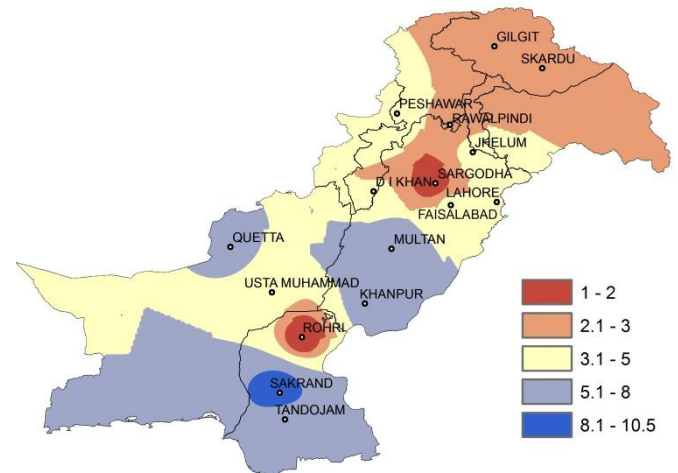 GILGIT
SKARDU
PESHAWAR
RAWALPINDI
JHELUM
D I KHAN
SARGODHA
LAHORE
FAISALABAD
QUETTA
MULTAN
USTA MUHAMMAD
KHANPUR
ROHRI
SAKRAND
TANDOJAM
1 - 2
2.1 - 3
3.1 - 5
5.1 - 8
8.1 - 10.5